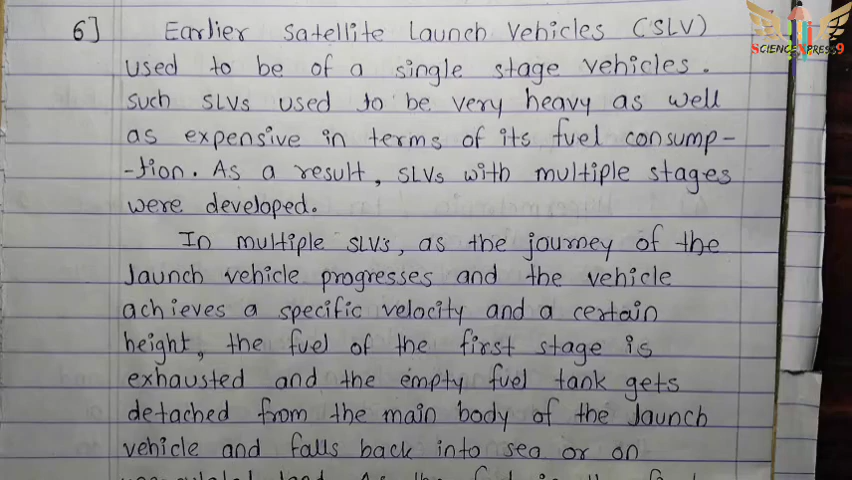 SCIENCEXPRESS9
6] Earlier Satellite Launch Vehicles (SLV)
used to be of a single stage vehicles.
Such SLVs used to be very heavy as well
as expensive in terms of its fuel consump-
-tion. As a result, SLVs with multiple stages
were developed.
In multiple SLVs, as the journey of the
launch vehicle progresses and the vehicle
achieves a specific velocity and a certain
height, the fuel of the first stage is
exhausted and the empty fuel tank gets
detached from the main body of the launch
vehicle and falls back into sea or on